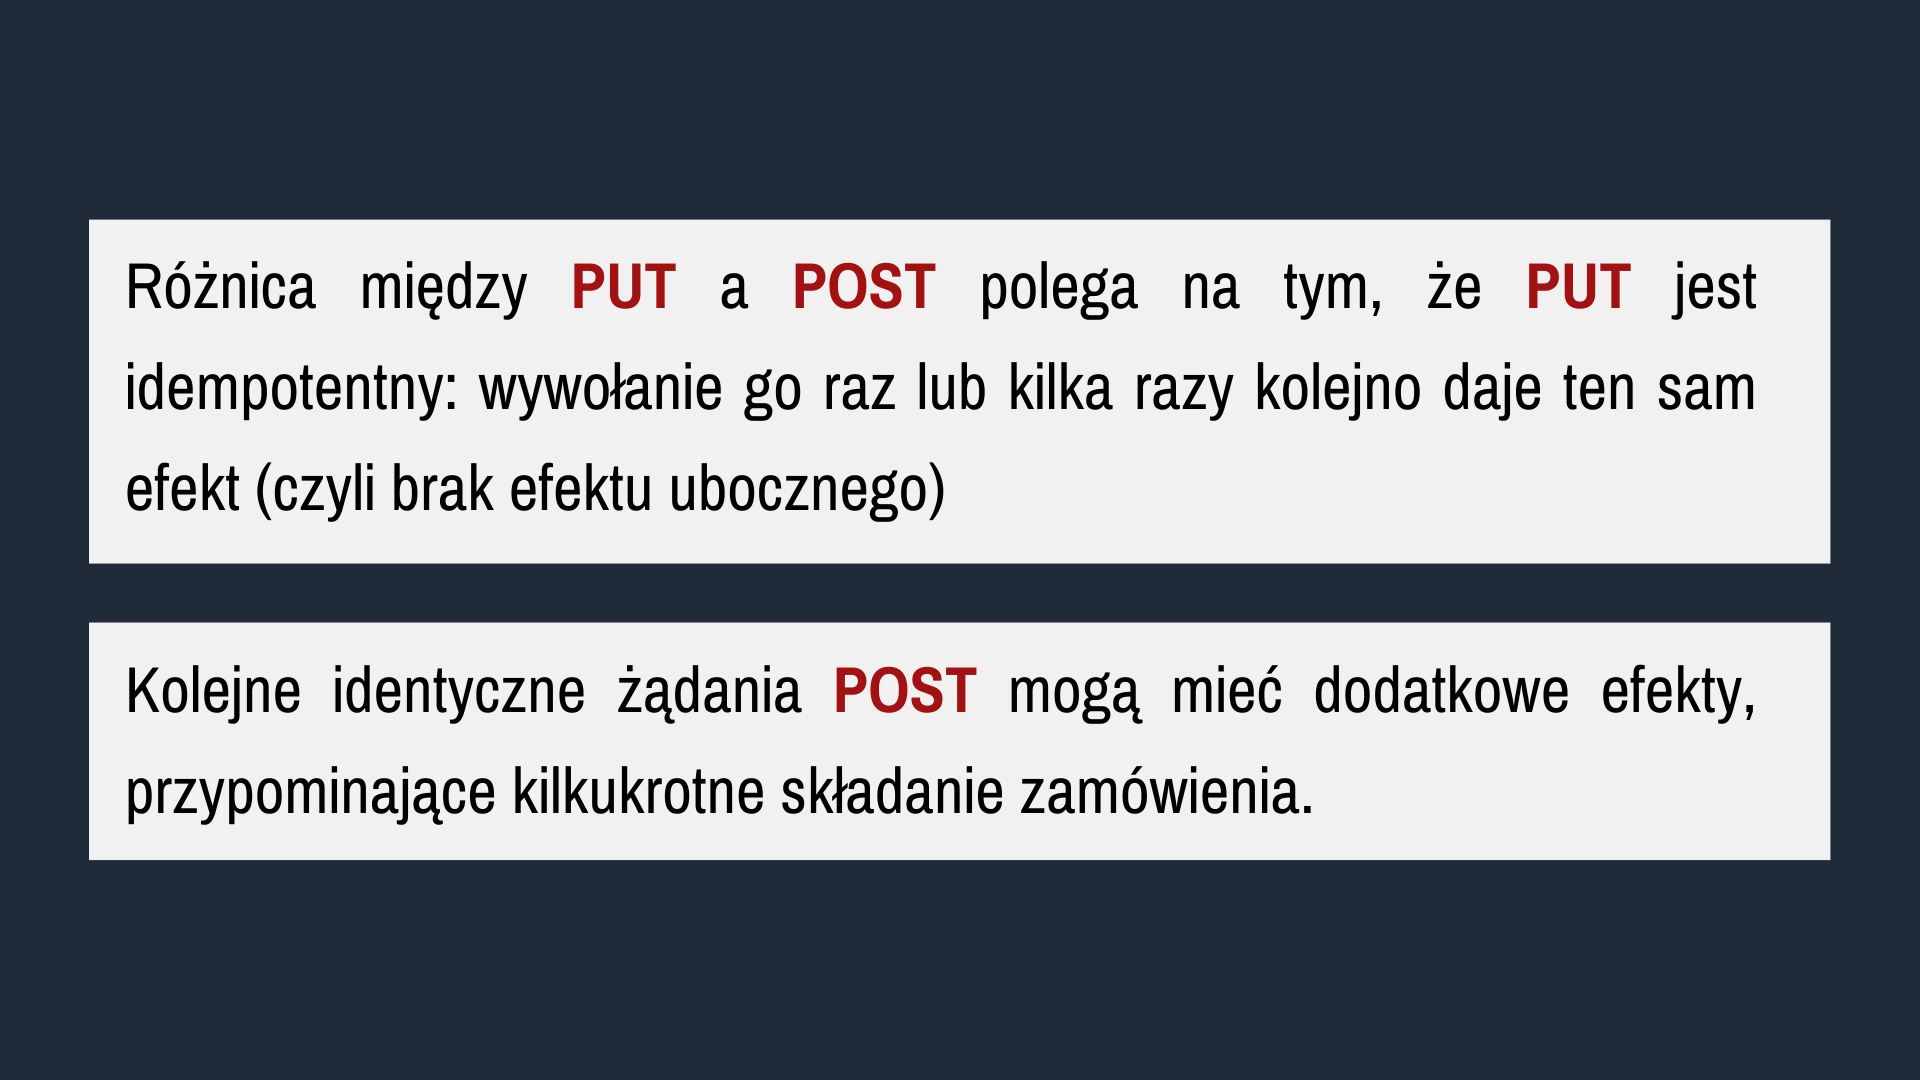 Różnica między PUT a POST polega na tym, że PUT jest
idempotentny: wywołanie go raz lub kilka razy kolejno daje ten sam
efekt (czyli brak efektu ubocznego)
Kolejne identyczne żądania POST mogą mieć dodatkowe efekty,
przypominające kilkukrotne składanie zamówienia.